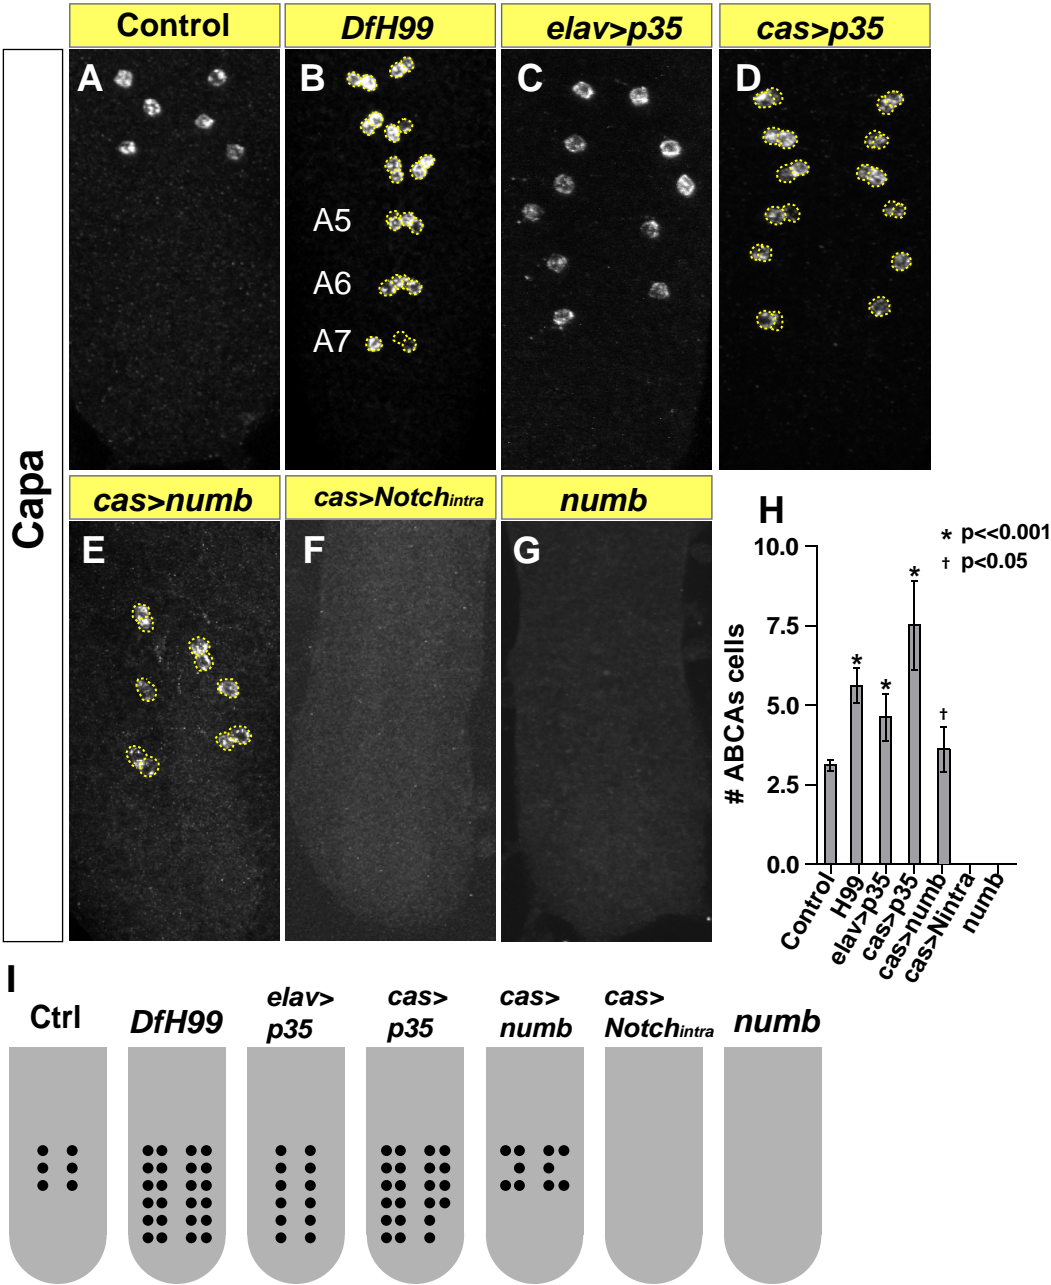 Control
DfH99
elav>p35
cas>p35
Capa
A
B
C
D
A5
A6
A7
cas>numb
cas>Notchintra
numb
E
F
G
H
* p<<0.001
† p<0.05
# ABCAs cells
10.0
7.5
5.0
2.5
0.0
*
*
*
†
Control
H99
elav>p35
cas>p35
cas>numb
cas>Nintra
numb
I
Ctrl
DfH99
elav>
p35
cas>
p35
cas>
numb
cas>
Notchintra
numb